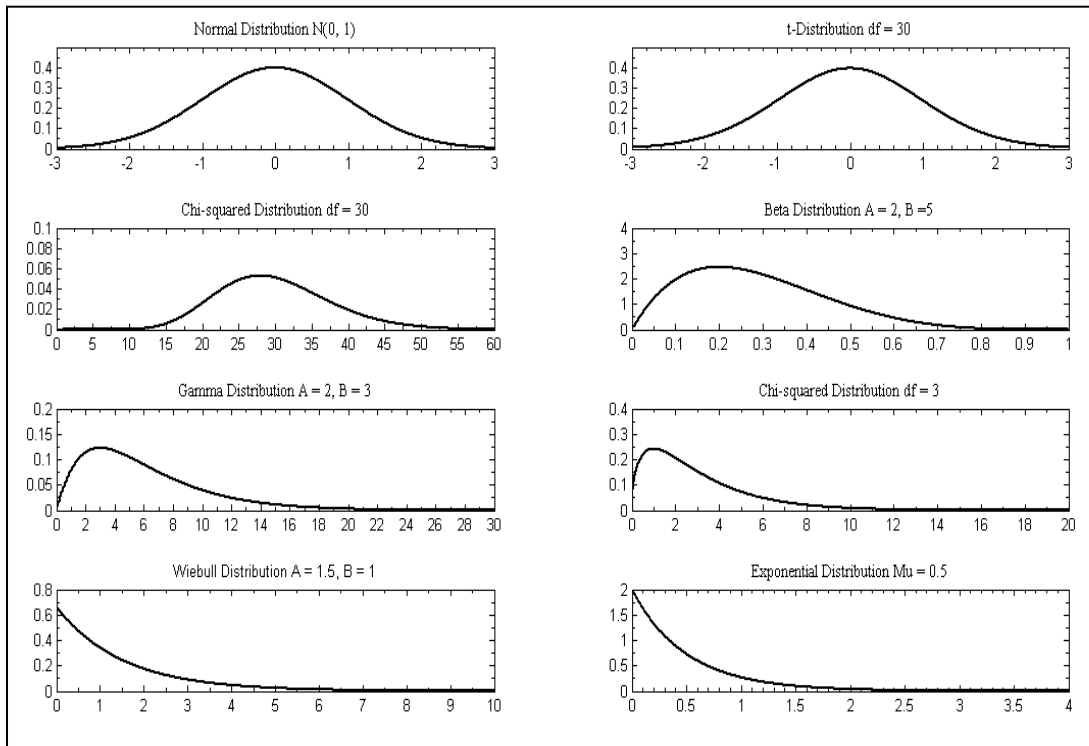 Normal Distribution N(0, 1)
0.4
0.3
0.2
0.1
0
-3 -2 -1 0 1 2 3
t-Distribution df = 30
0.4
0.3
0.2
0.1
0
-3 -2 -1 0 1 2 3
Chi-squared Distribution df = 30
0.1
0.08
0.06
0.04
0.02
0
0 5 10 15 20 25 30 35 40 45 50 55 60
Beta Distribution A = 2, B =5
4
3
2
1
0
0 0.1 0.2 0.3 0.4 0.5 0.6 0.7 0.8 0.9 1
Gamma Distribution A = 2, B = 3
0.2
0.15
0.1
0.05
0
0 2 4 6 8 10 12 14 16 18 20 22 24 26 28 30
Chi-squared Distribution df = 3
0.4
0.3
0.2
0.1
0
0 2 4 6 8 10 12 14 16 18 20
Wiebull Distribution A = 1.5, B = 1
0.8
0.6
0.4
0.2
0
0 1 2 3 4 5 6 7 8 9 10
Exponential Distribution Mu = 0.5
2
1.5
1
0.5
0
0 0.5 1 1.5 2 2.5 3 3.5 4